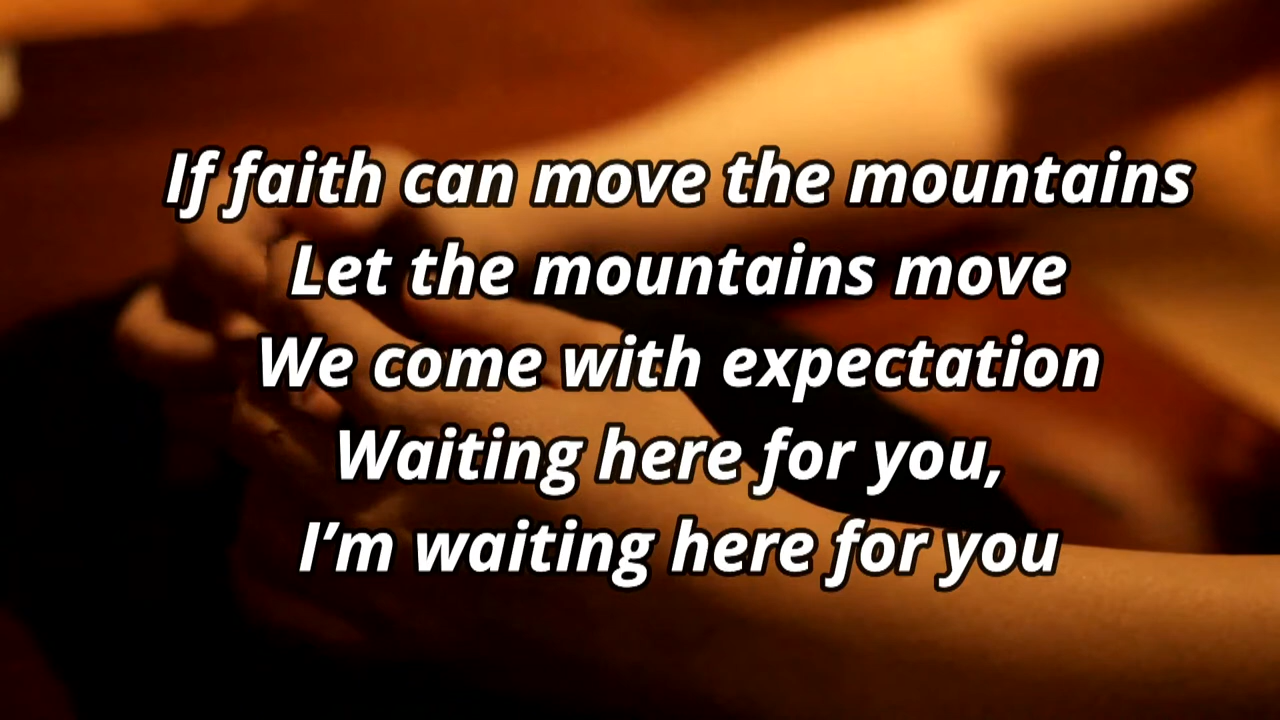 If faith can move the mountains
Let the mountains move
We come with expectation
Waiting here for you,
I’m waiting here for you